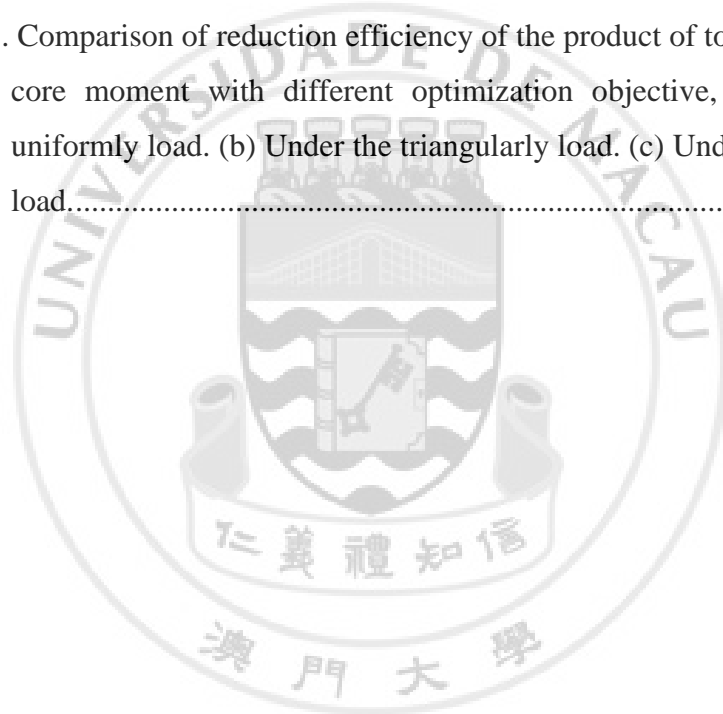 . Comparison of reduction efficiency of the product of to
core moment with different optimization objective,
uniformly load. (b) Under the triangularly load. (c) Und
load.................................................................................
UNIVERSIDADE DE MACAU
仁義禮知信
澳門大學